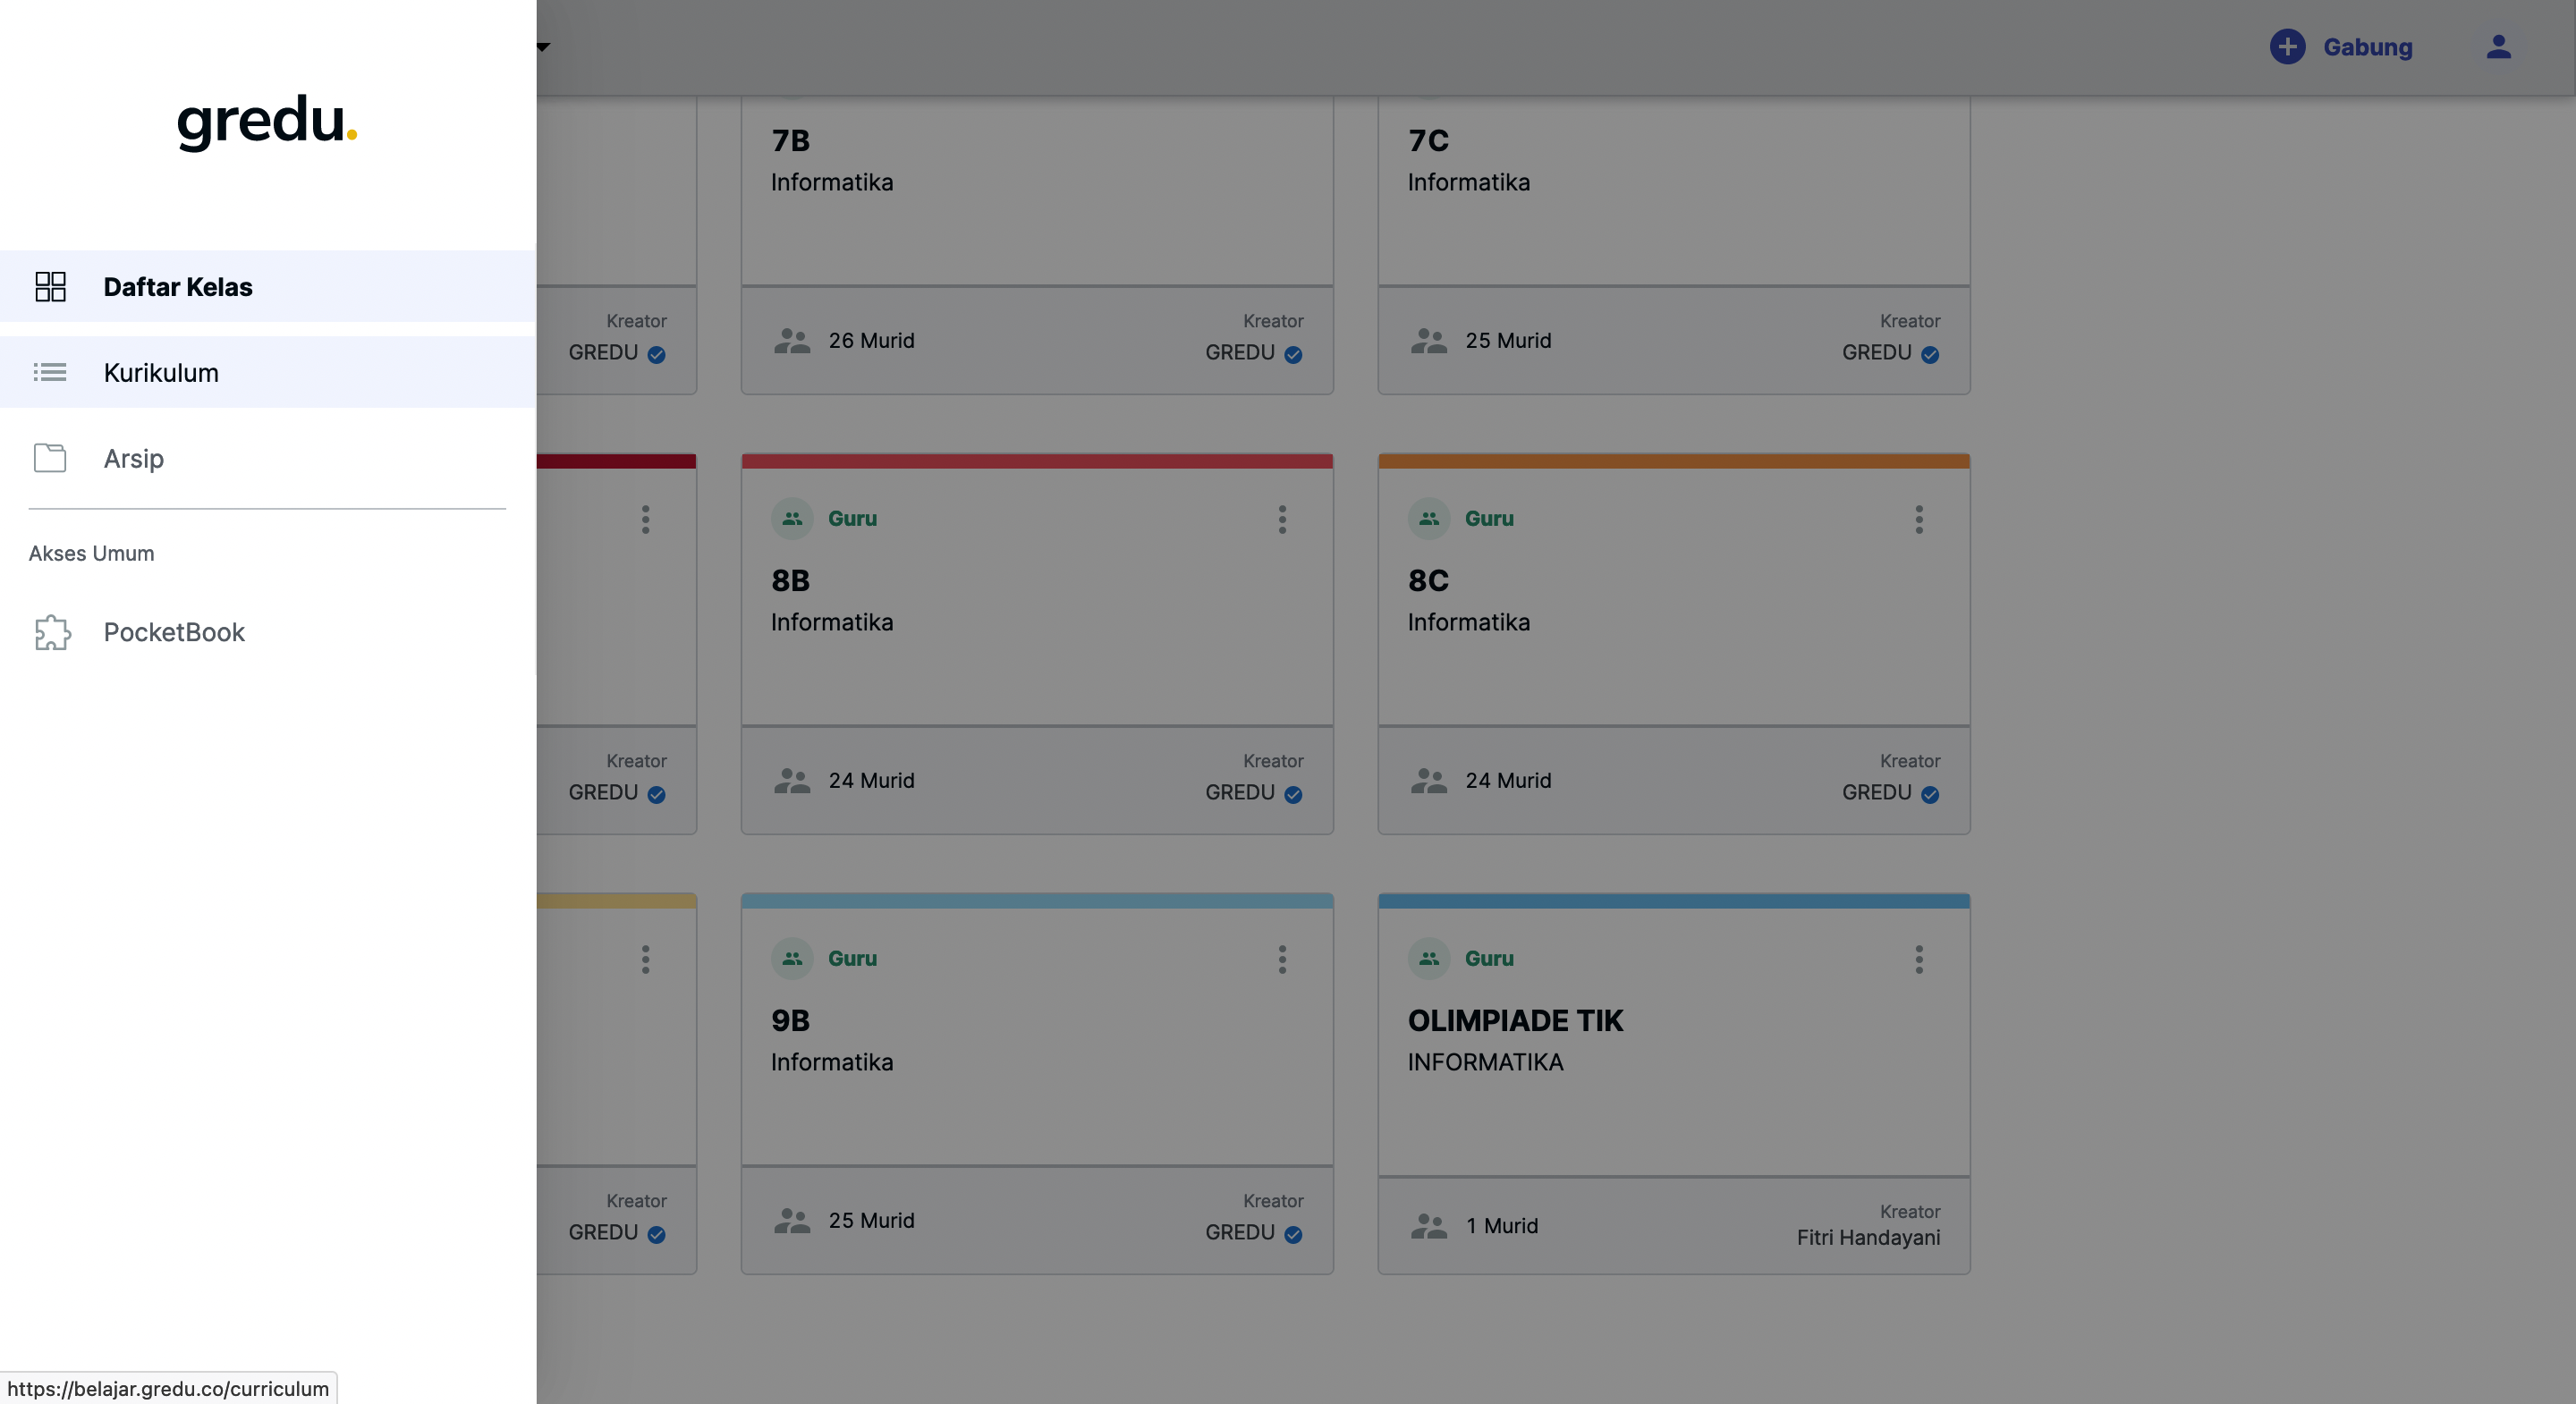 gredu.
Daftar Kelas
Kurikulum
Arsip
Akses Umum
PocketBook
https://belajar.gredu.co/curriculum
Gabung
Kreator
GREDU
7B
Informatika
26 Murid
Kreator
GREDU
7C
Informatika
25 Murid
Kreator
GREDU
Kreator
GREDU
Guru
8B
Informatika
24 Murid
Kreator
GREDU
Guru
8C
Informatika
24 Murid
Kreator
GREDU
Kreator
GREDU
Guru
9B
Informatika
25 Murid
Kreator
GREDU
Guru
OLIMPIADE TIK
INFORMATIKA
1 Murid
Kreator
Fitri Handayani